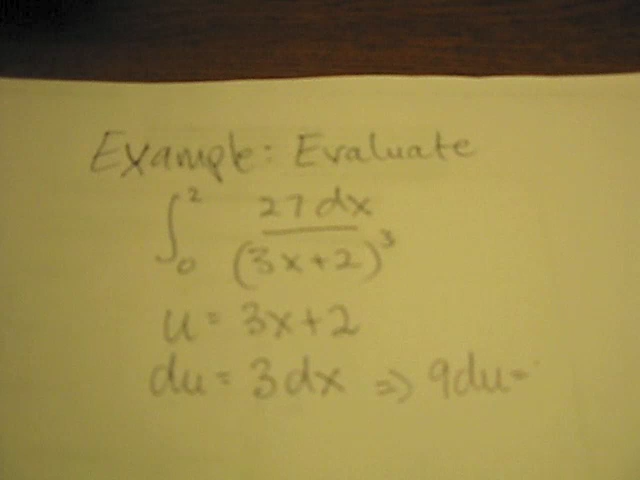 Example: Evaluate
∫₀² 27dx / (3x+2)³
u = 3x+2
du = 3dx ⇒ 9du=